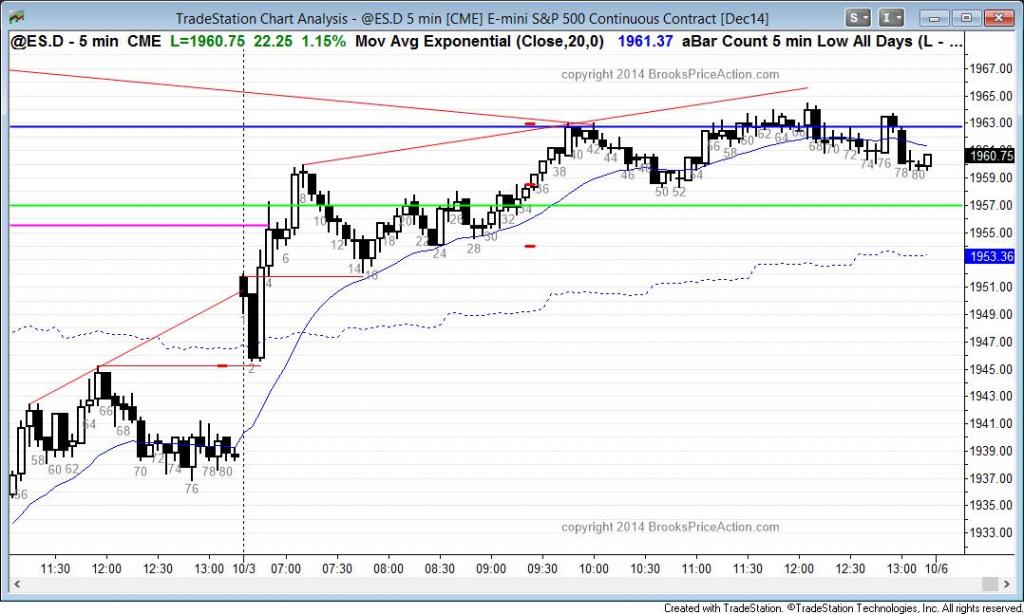 TradeStation Chart Analysis - @ES.D 5 min [CME] E-mini S&P 500 Continuous Contract [Dec14]
S I
@ES.D - 5 min CME L=1960.75 22.25 1.15% Mov Avg Exponential (Close,20,0) 1961.37 aBar Count 5 min Low All Days (L - ...
copyright 2014 BrooksPriceAction.com
1967.00
1965.00
1963.00
1960.75
1959.00
1957.00
1955.00
1953.36
1951.00
1949.00
1947.00
1945.00
1943.00
1941.00
1939.00
1937.00
1935.00
1933.00
58 60 62 64 66 68 70 72 74 76 78 80
2 4 6 8 10 12 14 16 18 20 22 24 26 28 30 32 34 36 38 40 42 44 46 48 50 52 54 56 58 60 62 64 66 68 70 72 74 76 78 80
copyright 2014 BrooksPriceAction.com
11:30 12:00 12:30 13:00 10/3 07:00 07:30 08:00 08:30 09:00 09:30 10:00 10:30 11:00 11:30 12:00 12:30 13:00 10/6
Created with TradeStation. ©TradeStation Technologies, Inc. All rights reserved.